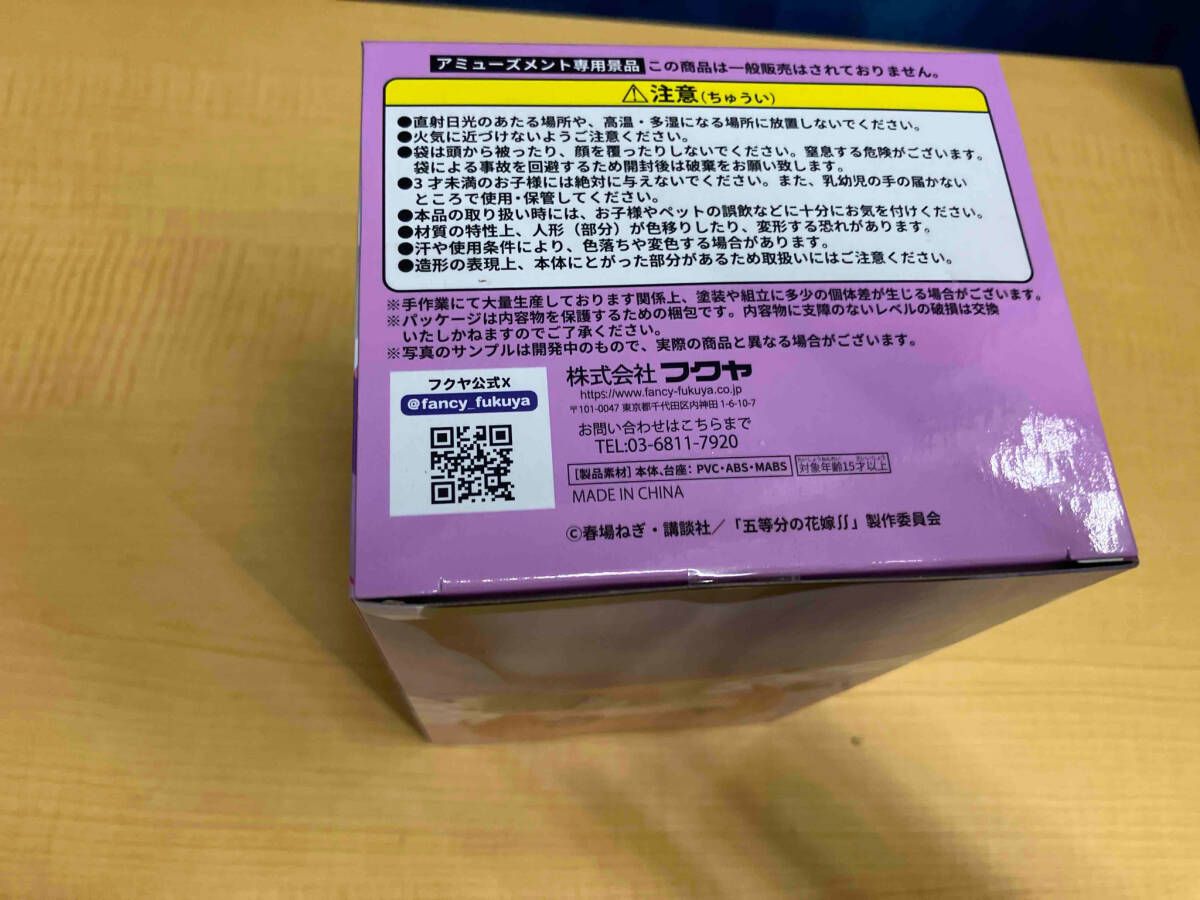 アミューズメント専用景品 この商品は一般販売はされておりません。
⚠注意(ちゅうい)
●直射日光のあたる場所や、高温・多湿になる場所に放置しないでください。
●火気に近づけないようご注意ください。
●袋は頭から被ったり、顔を覆ったりしないでください。窒息する危険がございます。
袋による事故を回避するため開封後は破棄をお願い致します。
●3才未満のお子様には絶対に与えないでください。また、乳幼児の手の届かない
ところで使用・保管してください。
●本品の取り扱い時には、お子様やペットの誤飲などに十分にお気を付けください。
●材質の特性上、人形（部分）が色移りしたり、変形する恐れがあります。
●汗や使用条件により、色落ちや変色する場合があります。
●造形の表現上、本体にとがった部分があるため取扱いにはご注意ください。
※手作業にて大量生産しております関係上、塗装や組立に多少の個体差が生じる場合がございます。
※パッケージは内容物を保護するための梱包です。内容物に支障のないレベルの破損は交換
いたしかねますのでご了承ください。
※写真のサンプルは開発中のもので、実際の商品と異なる場合がございます。
フクヤ公式X
@fancy_fukuya
株式会社フクヤ
https://www.fancy-fukuya.co.jp
〒101-0047 東京都千代田区内神田 1-6-10-7
お問い合わせはこちらまで
TEL:03-6811-7920
[製品素材] 本体、台座：PVC・ABS・MABS
対象年齢15才以上
MADE IN CHINA
©春場ねぎ・講談社／「五等分の花嫁∬」製作委員会